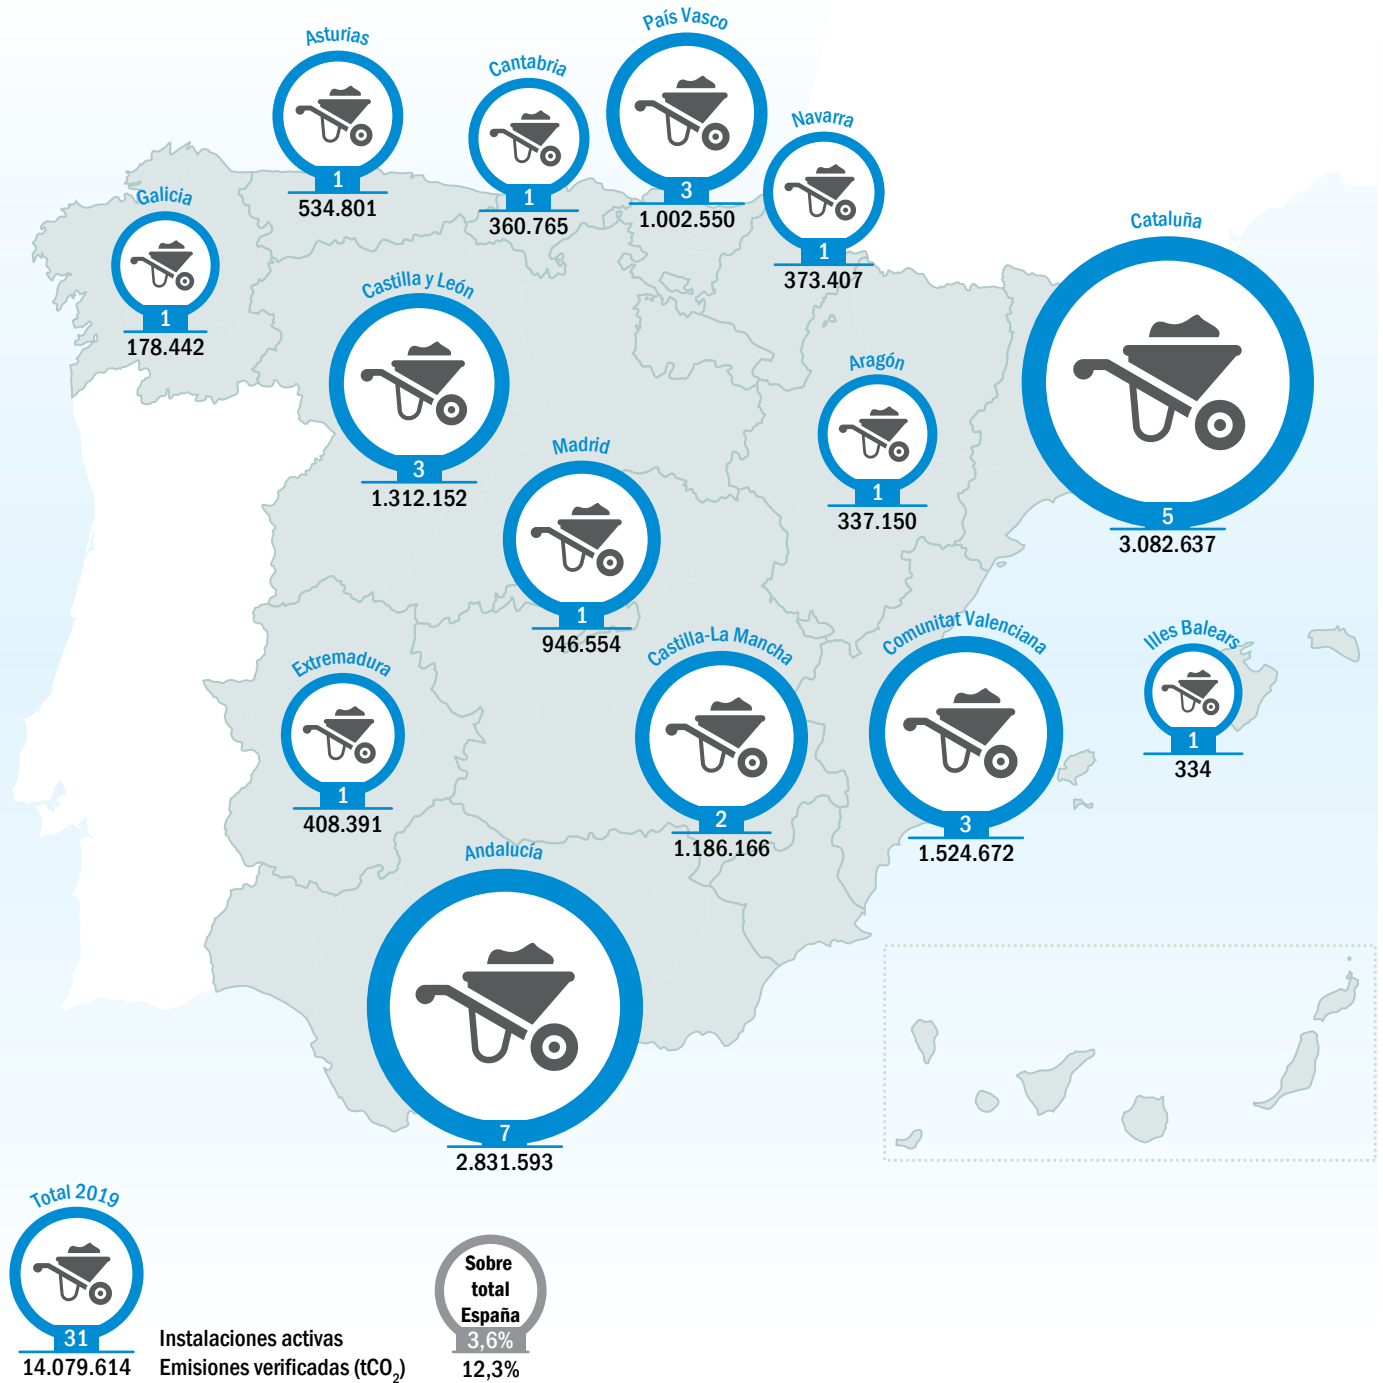 Asturias
1
534.801
Cantabria
1
360.765
País Vasco
3
1.002.550
Navarra
1
373.407
Galicia
1
178.442
Castilla y León
3
1.312.152
Cataluña
5
3.082.637
Aragón
1
337.150
Madrid
1
946.554
Extremadura
1
408.391
Castilla-La Mancha
2
1.186.166
Comunitat Valenciana
3
1.524.672
Illes Balears
1
334
Andalucía
7
2.831.593
Total 2019
31
14.079.614
Instalaciones activas
Emisiones verificadas (tCO₂)
Sobre
total
España
3,6%
12,3%